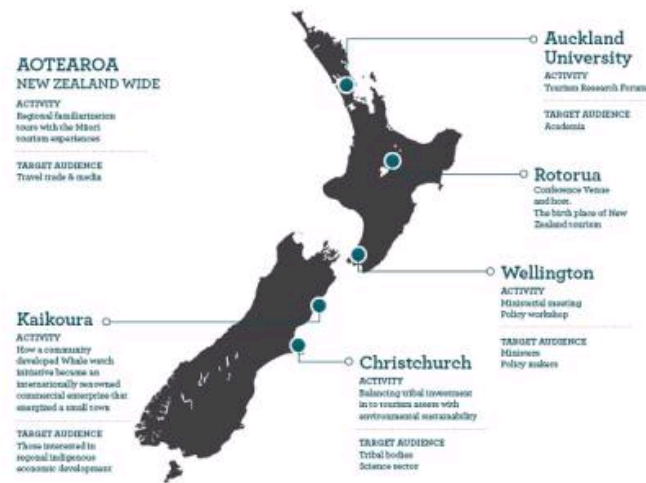 AOTEAROA
NEW ZEALAND WIDE
ACTIVITY
Regional familiarization
tours with the Māori
tourism experiences
TARGET AUDIENCE
Travel trade & media
Auckland
University
ACTIVITY
Tourism Research Forum
TARGET AUDIENCE
Academia
Rotorua
Conference Venue
and host.
The birth place of New
Zealand tourism
Wellington
ACTIVITY
Ministerial meeting
Policy workshop
TARGET AUDIENCE
Ministers
Policy makers
Kaikoura
ACTIVITY
How a community
developed Whale watch
initiative became an
internationally renowned
commercial enterprise that
energized a small town
TARGET AUDIENCE
Those interested in
regional indigenous
economic development
Christchurch
ACTIVITY
Balancing tribal investment
in to tourism assets with
environmental sustainability
TARGET AUDIENCE
Tribal bodies
Science sector